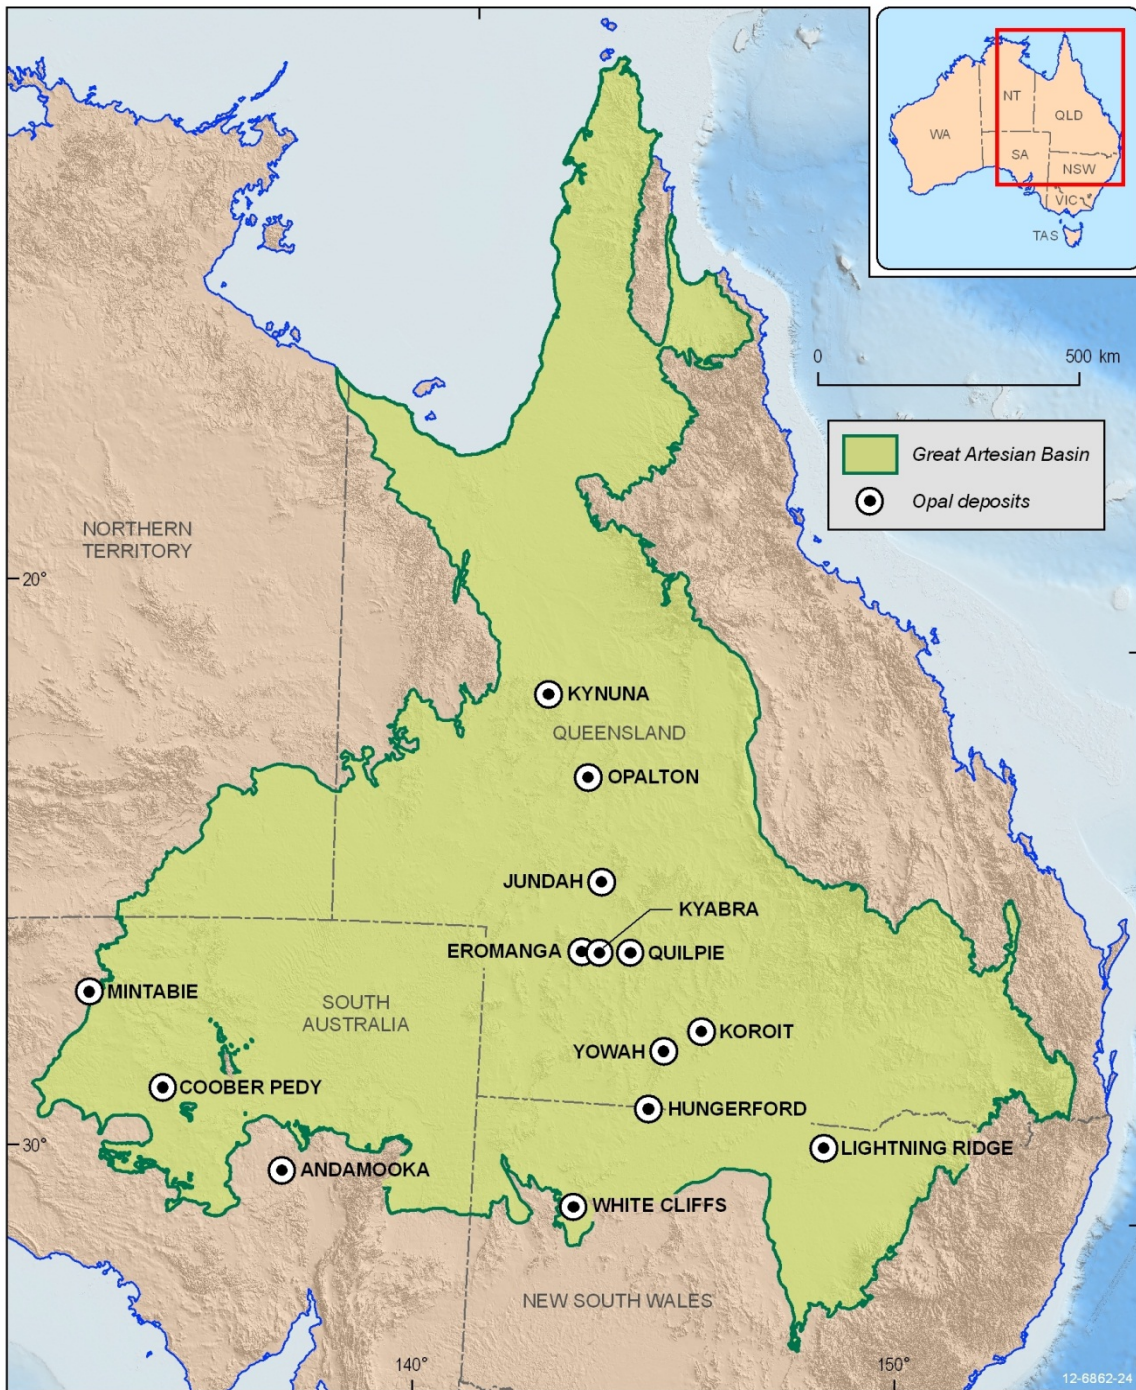 NT
QLD
WA
SA
NSW
VIC
TAS
0
500 km
Great Artesian Basin
Opal deposits
NORTHERN
TERRITORY
20°
KYNUNA
QUEENSLAND
OPALTON
JUNDAH
KYABRA
EROMANGA
QUILPIE
MINTABIE
SOUTH
AUSTRALIA
KOROIT
YOWAH
COOBER PEDY
HUNGERFORD
30°
LIGHTNING RIDGE
ANDAMOOKA
WHITE CLIFFS
NEW SOUTH WALES
140°
150°
12-6862-24